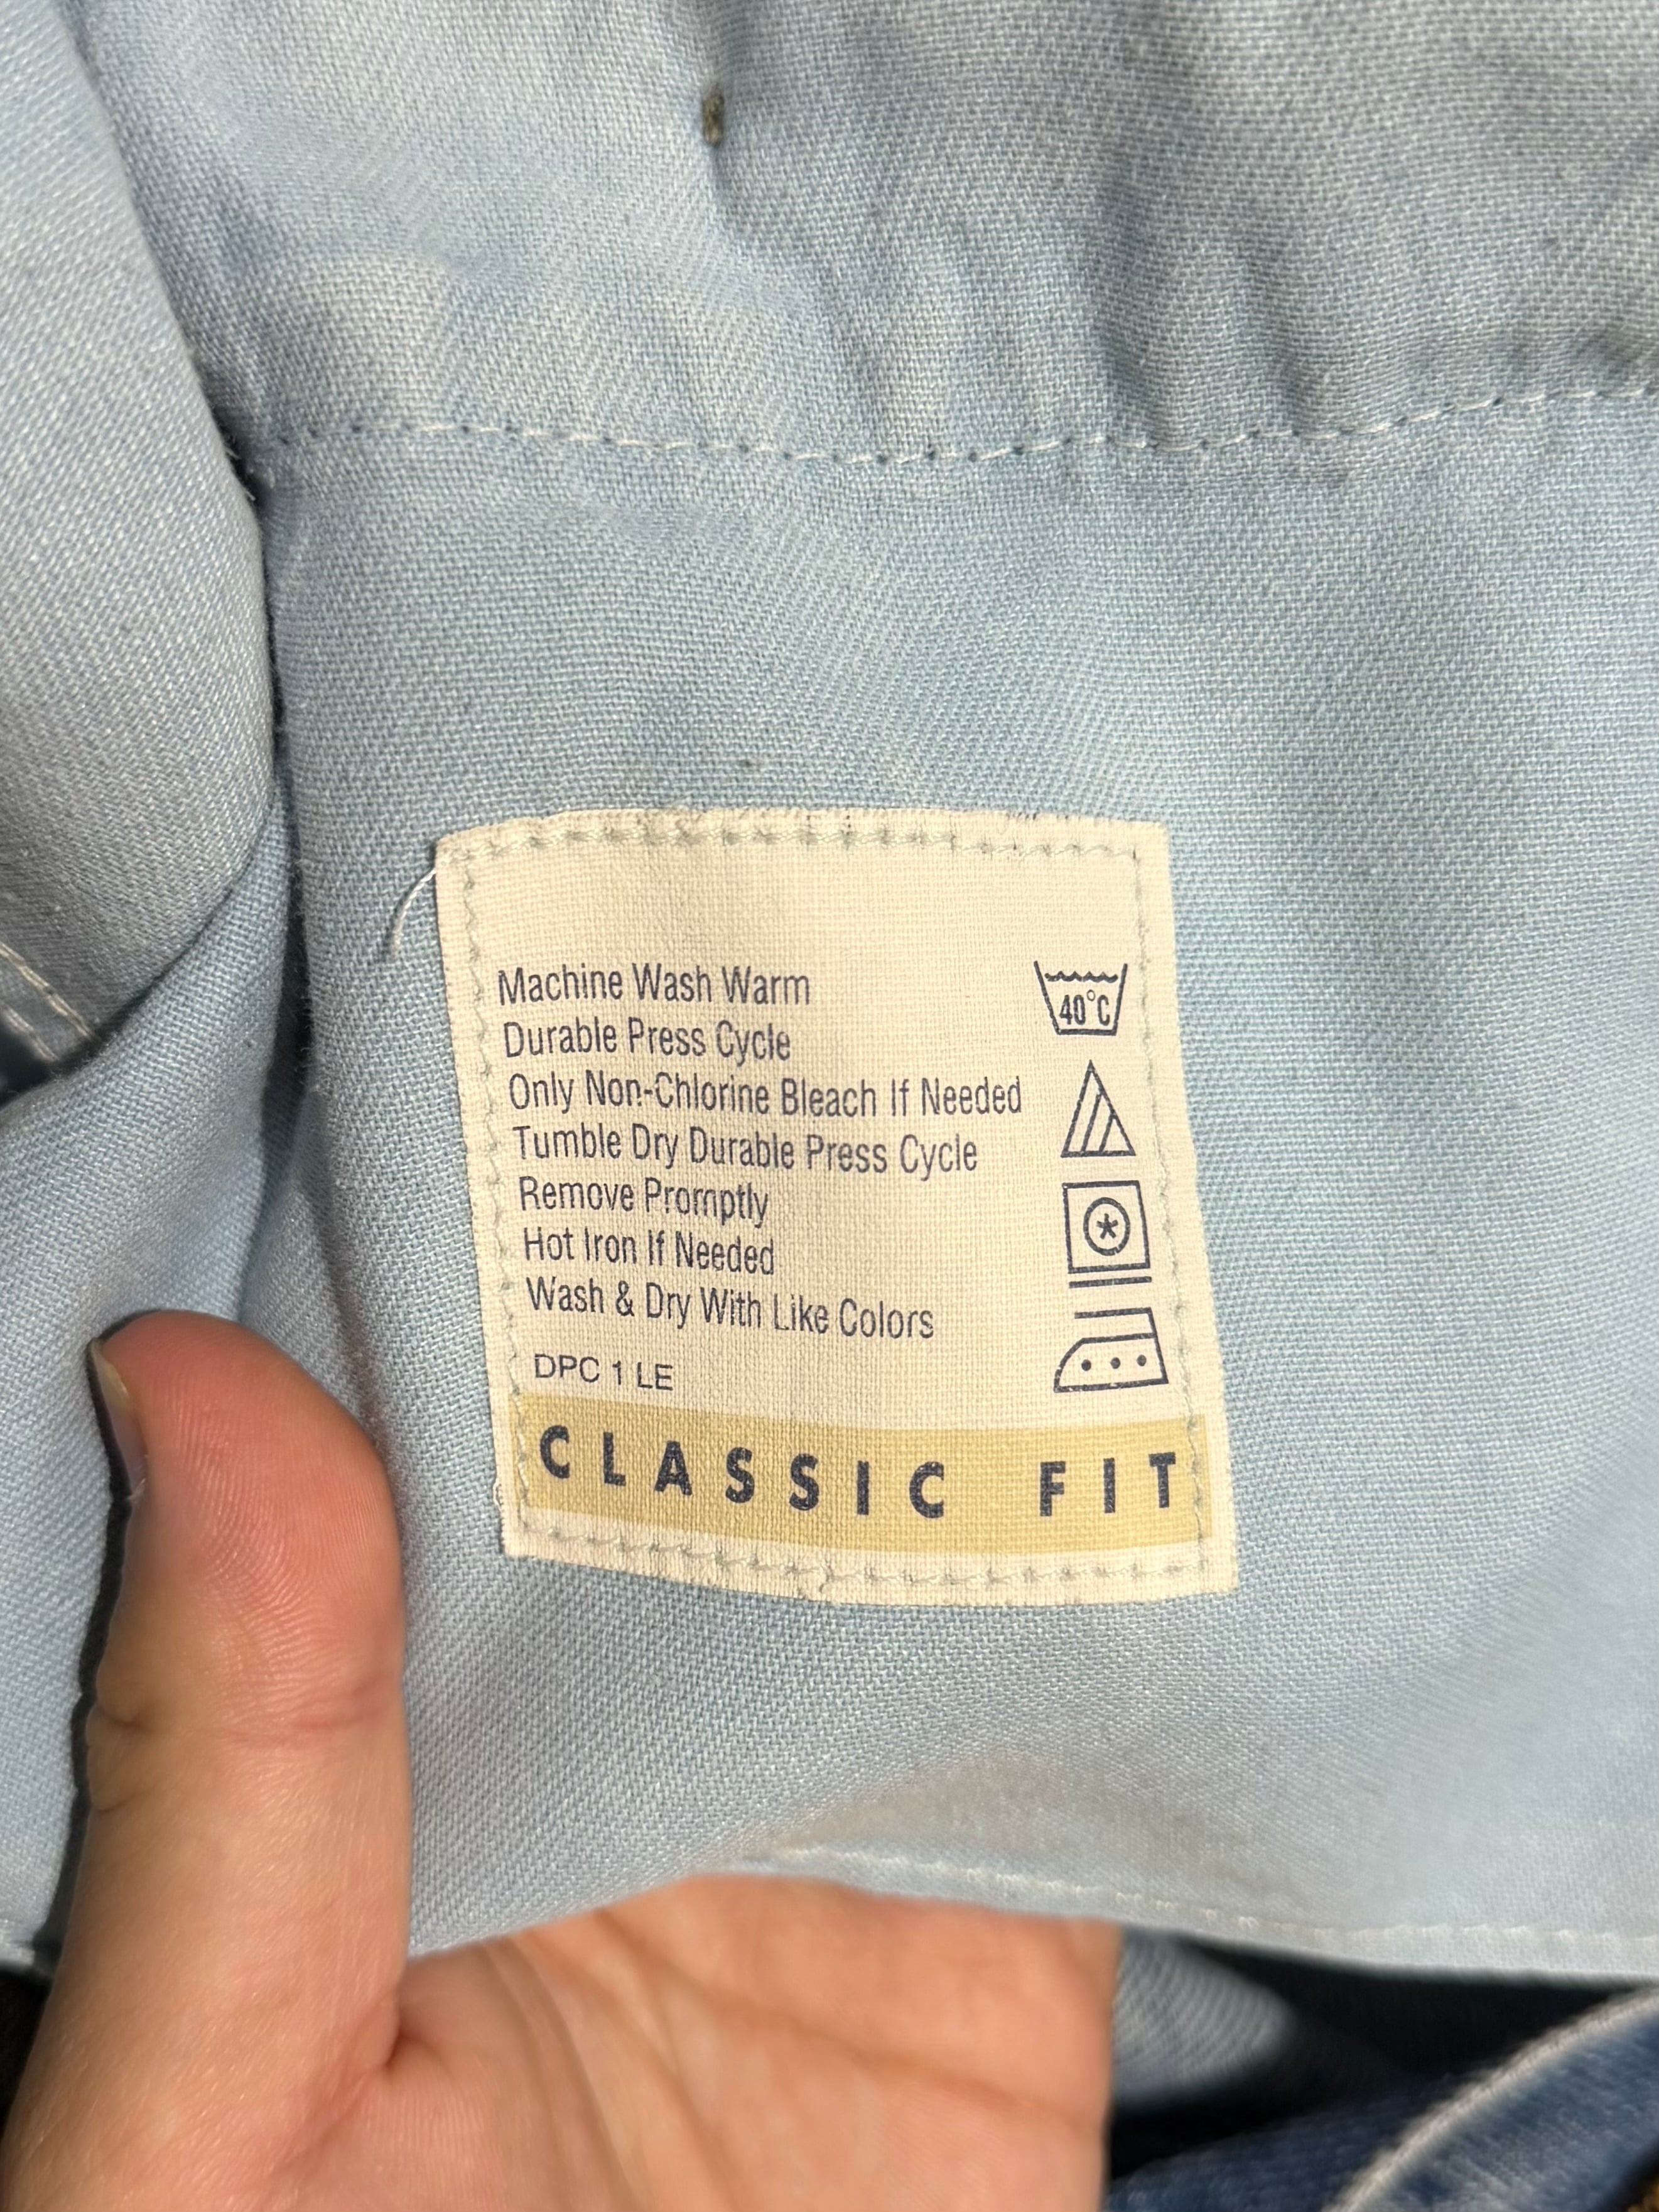 Machine Wash Warm
Durable Press Cycle
Only Non-Chlorine Bleach If Needed
Tumble Dry Durable Press Cycle
Remove Promptly
Hot Iron If Needed
Wash & Dry With Like Colors
DPC 1 LE
CLASSIC FIT
40°C